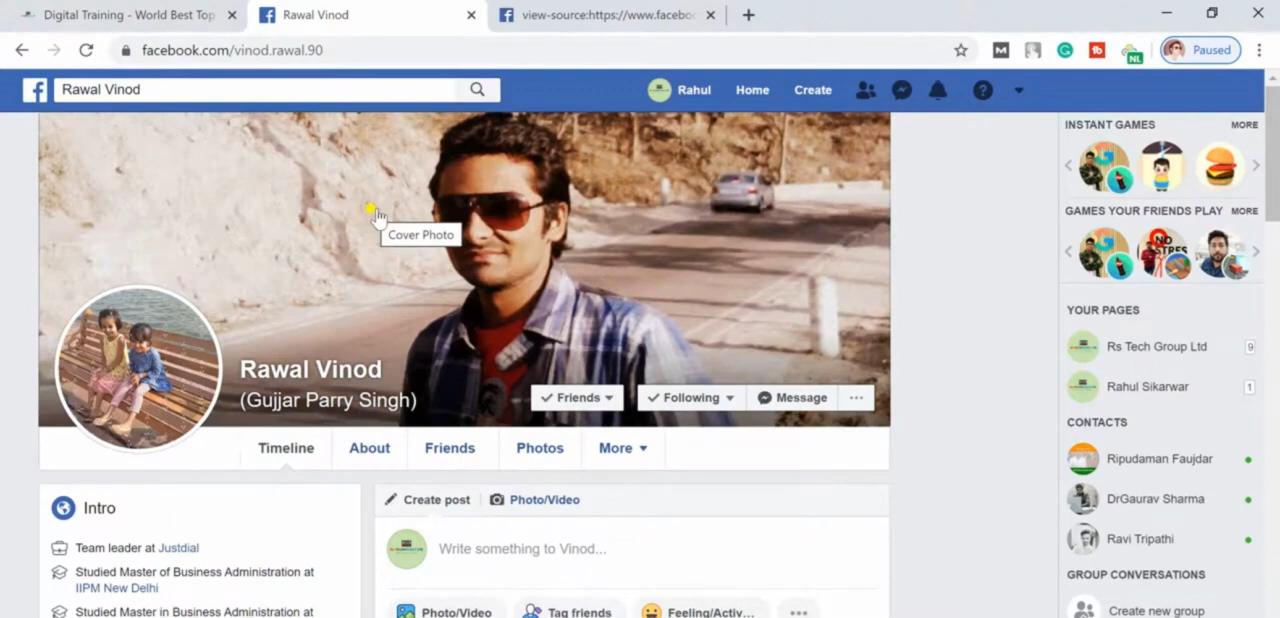 Digital Training - World Best Top
Rawal Vinod
view-source:https://www.facebo
facebook.com/vinod.rawal.90
NL
Paused
Rawal Vinod
Rahul
Home
Create
INSTANT GAMES
MORE
GAMES YOUR FRIENDS PLAY
MORE
NO
STRES
Cover Photo
Rawal Vinod
(Gujjar Parry Singh)
Friends
Following
Message
Timeline
About
Friends
Photos
More
YOUR PAGES
Rs Tech Group Ltd
9
Rahul Sikarwar
1
CONTACTS
Ripudaman Faujdar
DrGaurav Sharma
Ravi Tripathi
GROUP CONVERSATIONS
Create new group
Intro
Team leader at Justdial
Studied Master of Business Administration at
IIPM New Delhi
Studied Master in Business Administration at
Create post
Photo/Video
Write something to Vinod...
Photo/Video
Tag friends
Feeling/Activ...